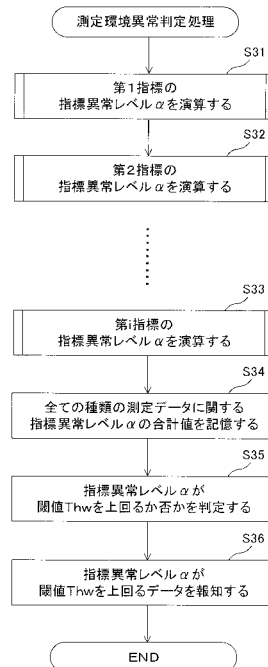 測定環境異常判定処理
S31
第1指標の
指標異常レベルαを演算する
S32
第2指標の
指標異常レベルαを演算する
S33
第i指標の
指標異常レベルαを演算する
S34
全ての種類の測定データに関する
指標異常レベルαの合計値を記憶する
S35
指標異常レベルαが
閾値Thwを上回るか否かを判定する
S36
指標異常レベルαが
閾値Thwを上回るデータを報知する
END